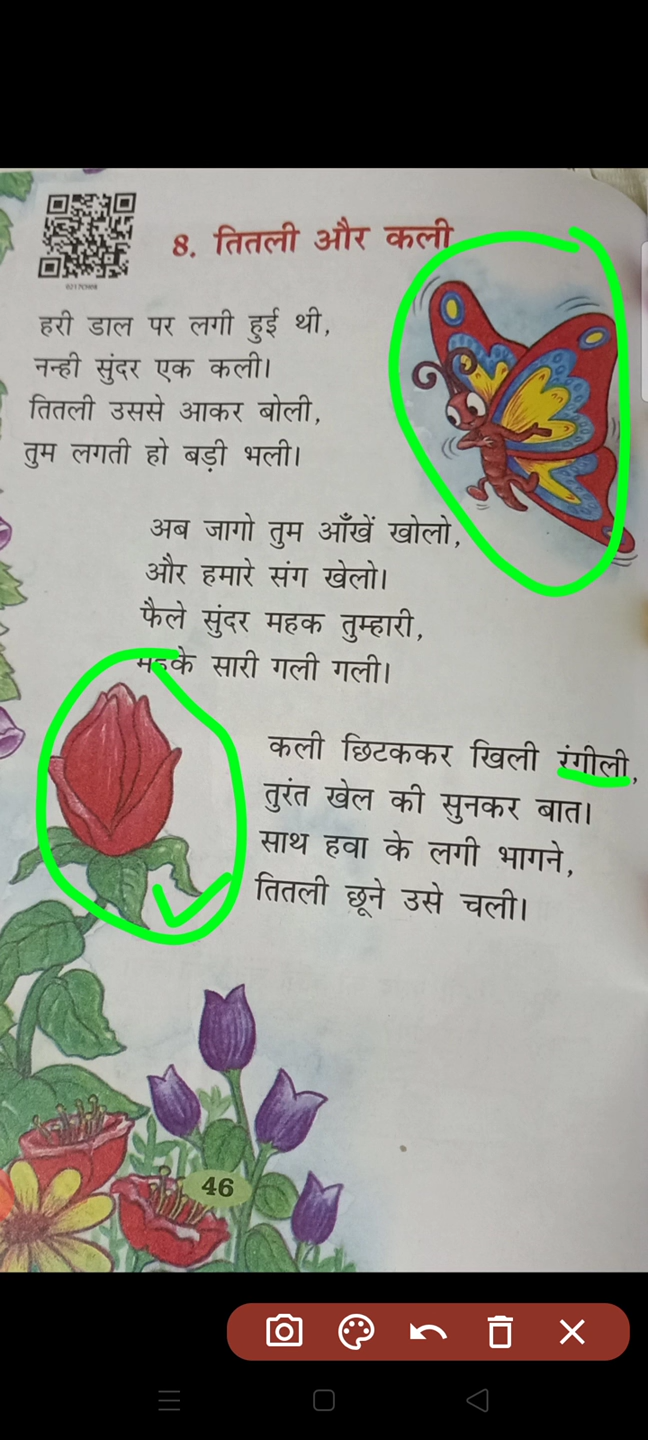 8. तितली और कली
हरी डाल पर लगी हुई थी,
नन्ही सुंदर एक कली।
तितली उससे आकर बोली,
तुम लगती हो बड़ी भली।
अब जागो तुम आँखें खोलो,
और हमारे संग खेलो।
फैले सुंदर महक तुम्हारी,
महके सारी गली गली।
कली छिटककर खिली रंगीली,
तुरंत खेल की सुनकर बात।
साथ हवा के लगी भागने,
तितली छूने उसे चली।
46